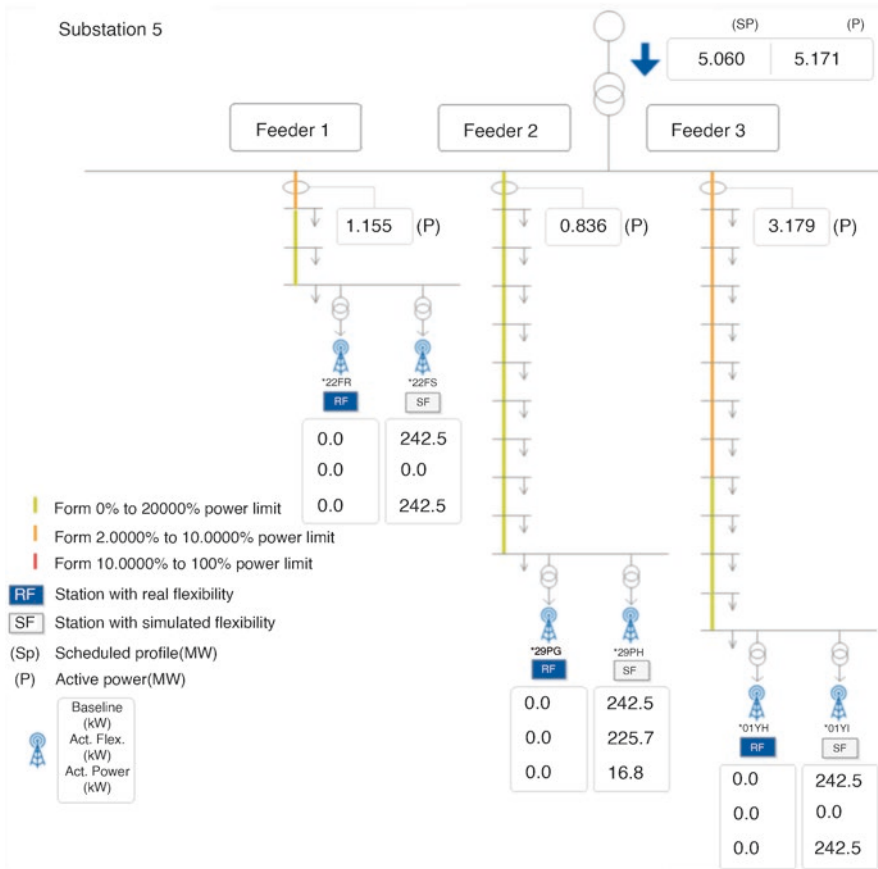 Substation 5
(SP) (P)
5.060 5.171
Feeder 1 Feeder 2 Feeder 3
1.155 (P) 0.836 (P) 3.179 (P)
*22FR *22FS
RF SF
0.0 242.5
0.0 0.0
0.0 242.5
Form 0% to 20000% power limit
Form 2.0000% to 10.0000% power limit
Form 10.0000% to 100% power limit
RF Station with real flexibility
SF Station with simulated flexibility
(Sp) Scheduled profile(MW)
(P) Active power(MW)
Baseline
(kW)
Act. Flex.
(kW)
Act. Power
(kW)
*29PG *29PH
RF SF
0.0 242.5
0.0 225.7
0.0 16.8
*01YH *01YI
RF SF
0.0 242.5
0.0 0.0
0.0 242.5